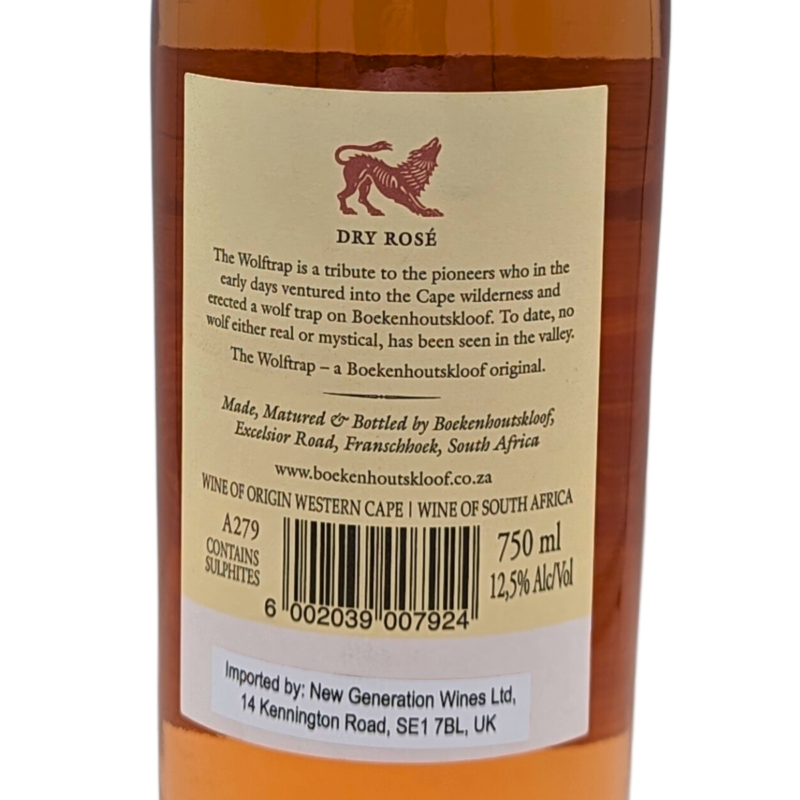 DRY ROSÉ
The Wolftrap is a tribute to the pioneers who in the
early days ventured into the Cape wilderness and
erected a wolf trap on Boekenhoutskloof. To date, no
wolf either real or mystical, has been seen in the valley.
The Wolftrap – a Boekenhoutskloof original.
Made, Matured & Bottled by Boekenhoutskloof,
Excelsior Road, Franschhoek, South Africa
www.boekenhoutskloof.co.za
WINE OF ORIGIN WESTERN CAPE | WINE OF SOUTH AFRICA
A279
CONTAINS
SULPHITES
6 002039 007924
750 ml
12,5% Alc/Vol
Imported by: New Generation Wines Ltd,
14 Kennington Road, SE1 7BL, UK